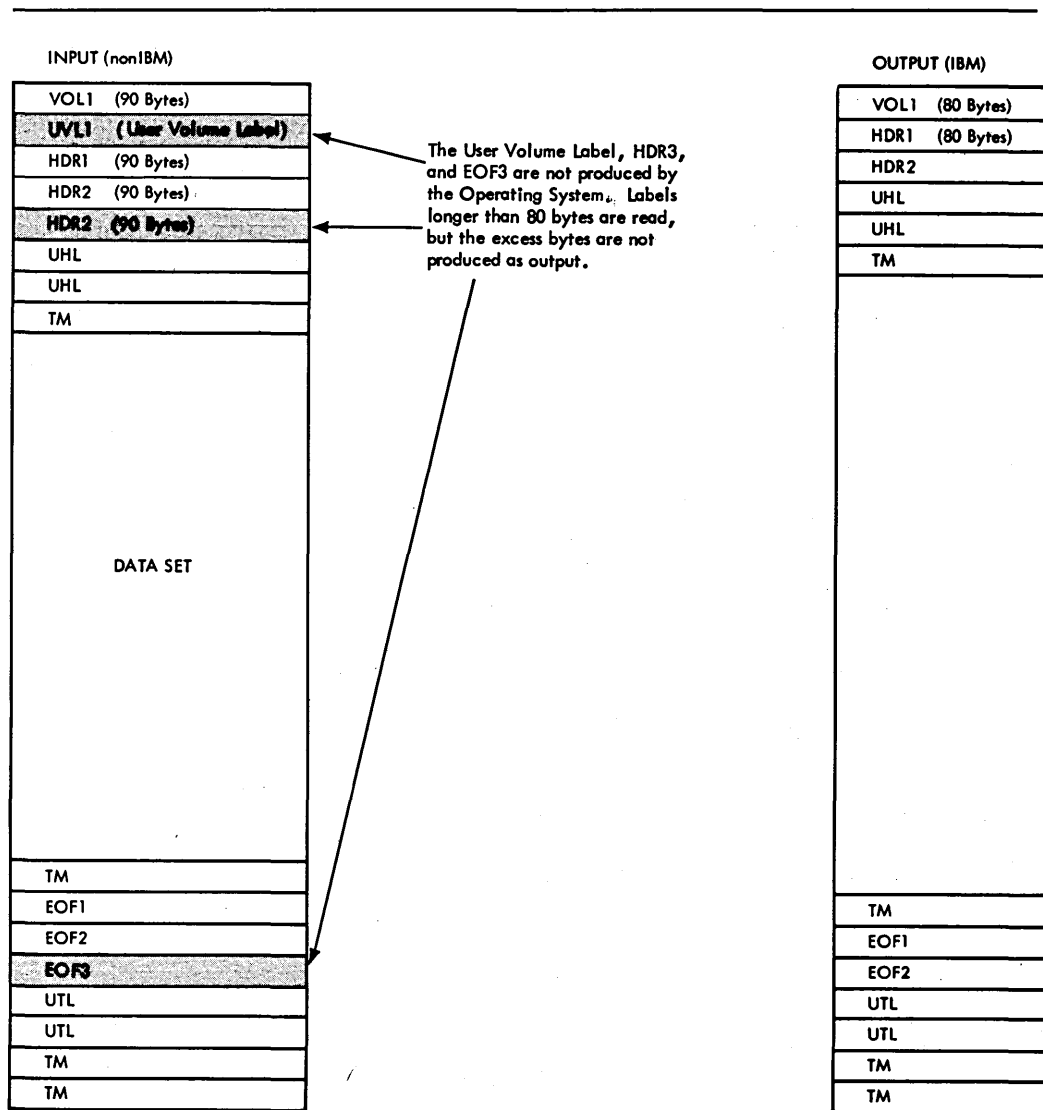 INPUT (nonIBM)
VOL1 (90 Bytes)
UVL1 (User Volume Label)
HDR1 (90 Bytes)
HDR2 (90 Bytes)
HDR2 (90 Bytes)
UHL
UHL
TM
DATA SET
TM
EOF1
EOF2
EOF3
UTL
UTL
TM
TM
The User Volume Label, HDR3,
and EOF3 are not produced by
the Operating System. Labels
longer than 80 bytes are read,
but the excess bytes are not
produced as output.
OUTPUT (IBM)
VOL1 (80 Bytes)
HDR1 (80 Bytes)
HDR2
UHL
UHL
TM
TM
EOF1
EOF2
UTL
UTL
TM
TM